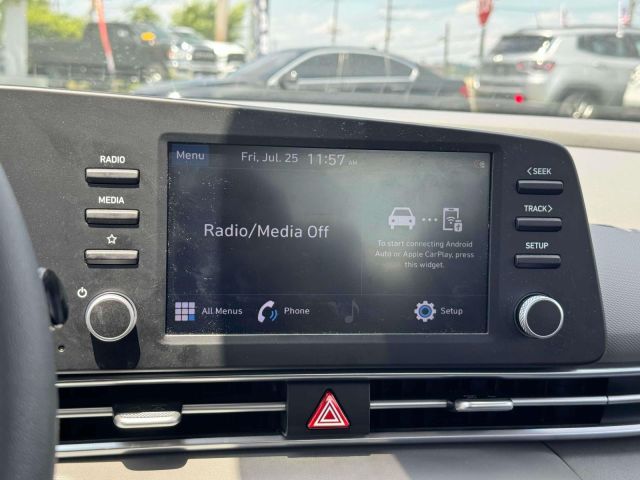 RADIO
MEDIA
Menu
Fri, Jul. 25 11:57 AM
Radio/Media Off
To start connecting Android
Auto or Apple CarPlay, press
this widget.
All Menus
Phone
Setup
< SEEK
TRACK >
SETUP